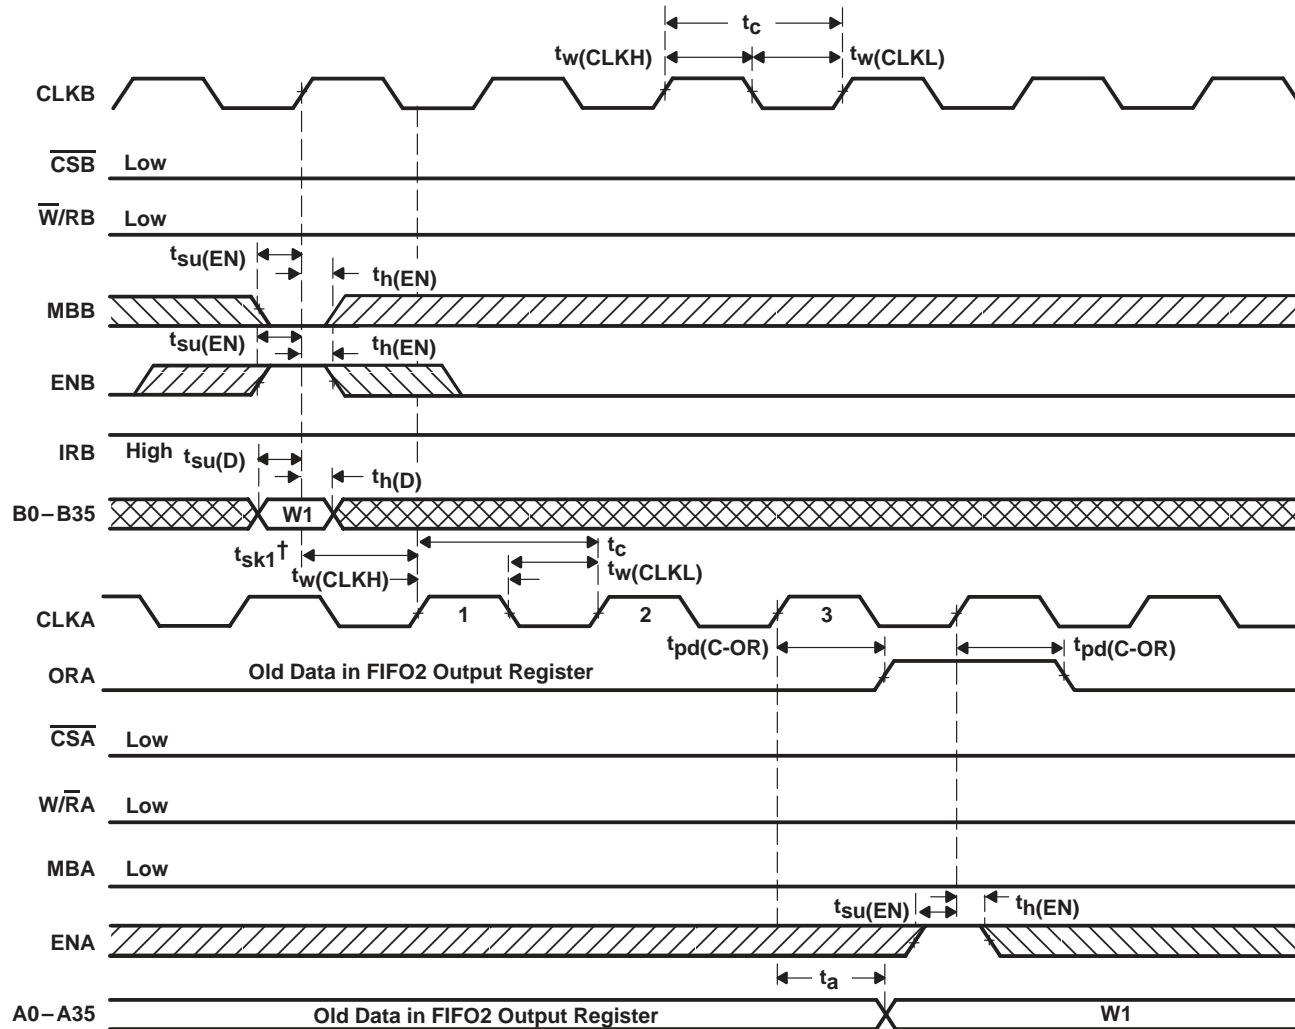 tc
tw(CLKH)
tw(CLKL)
CLKB
CSB Low
W/RB Low
tsu(EN)
th(EN)
MBB
tsu(EN)
th(EN)
ENB
IRB High
tsu(D)
th(D)
B0–B35 W1
tsk1†
tc
tw(CLKH)
tw(CLKL)
CLKA 1 2 3
tpd(C-OR) tpd(C-OR)
ORA Old Data in FIFO2 Output Register
CSA Low
W/RA Low
MBA Low
tsu(EN) th(EN)
ENA
ta
A0–A35 Old Data in FIFO2 Output Register W1